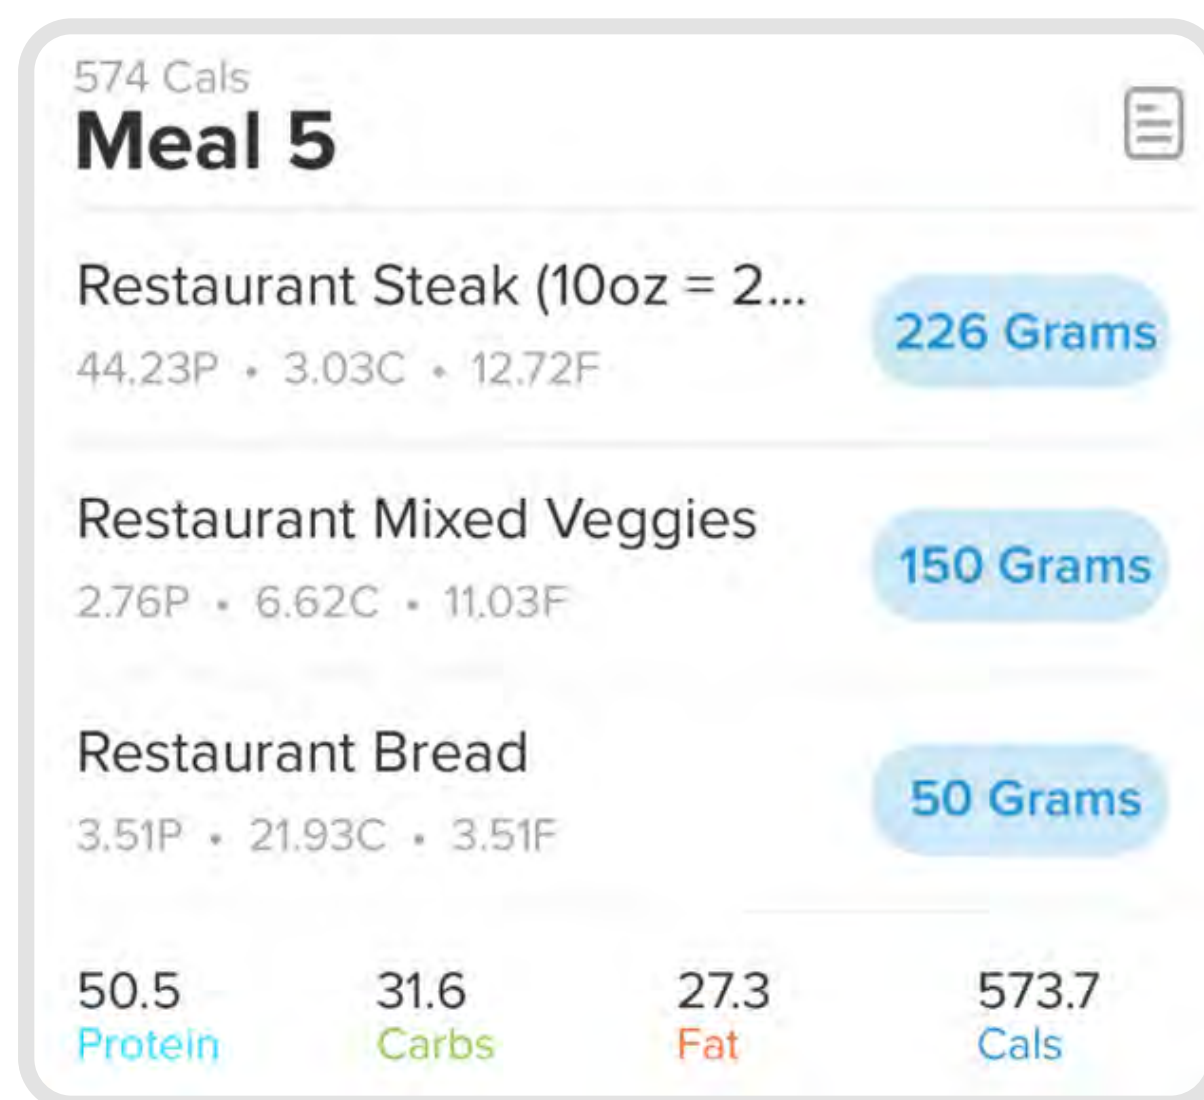 574 Cals
Meal 5
Restaurant Steak (10oz = 2...
226 Grams
44.23P • 3.03C • 12.72F
Restaurant Mixed Veggies
150 Grams
2.76P • 6.62C • 11.03F
Restaurant Bread
50 Grams
3.51P • 21.93C • 3.51F
50.5 31.6 27.3 573.7
Protein Carbs Fat Cals